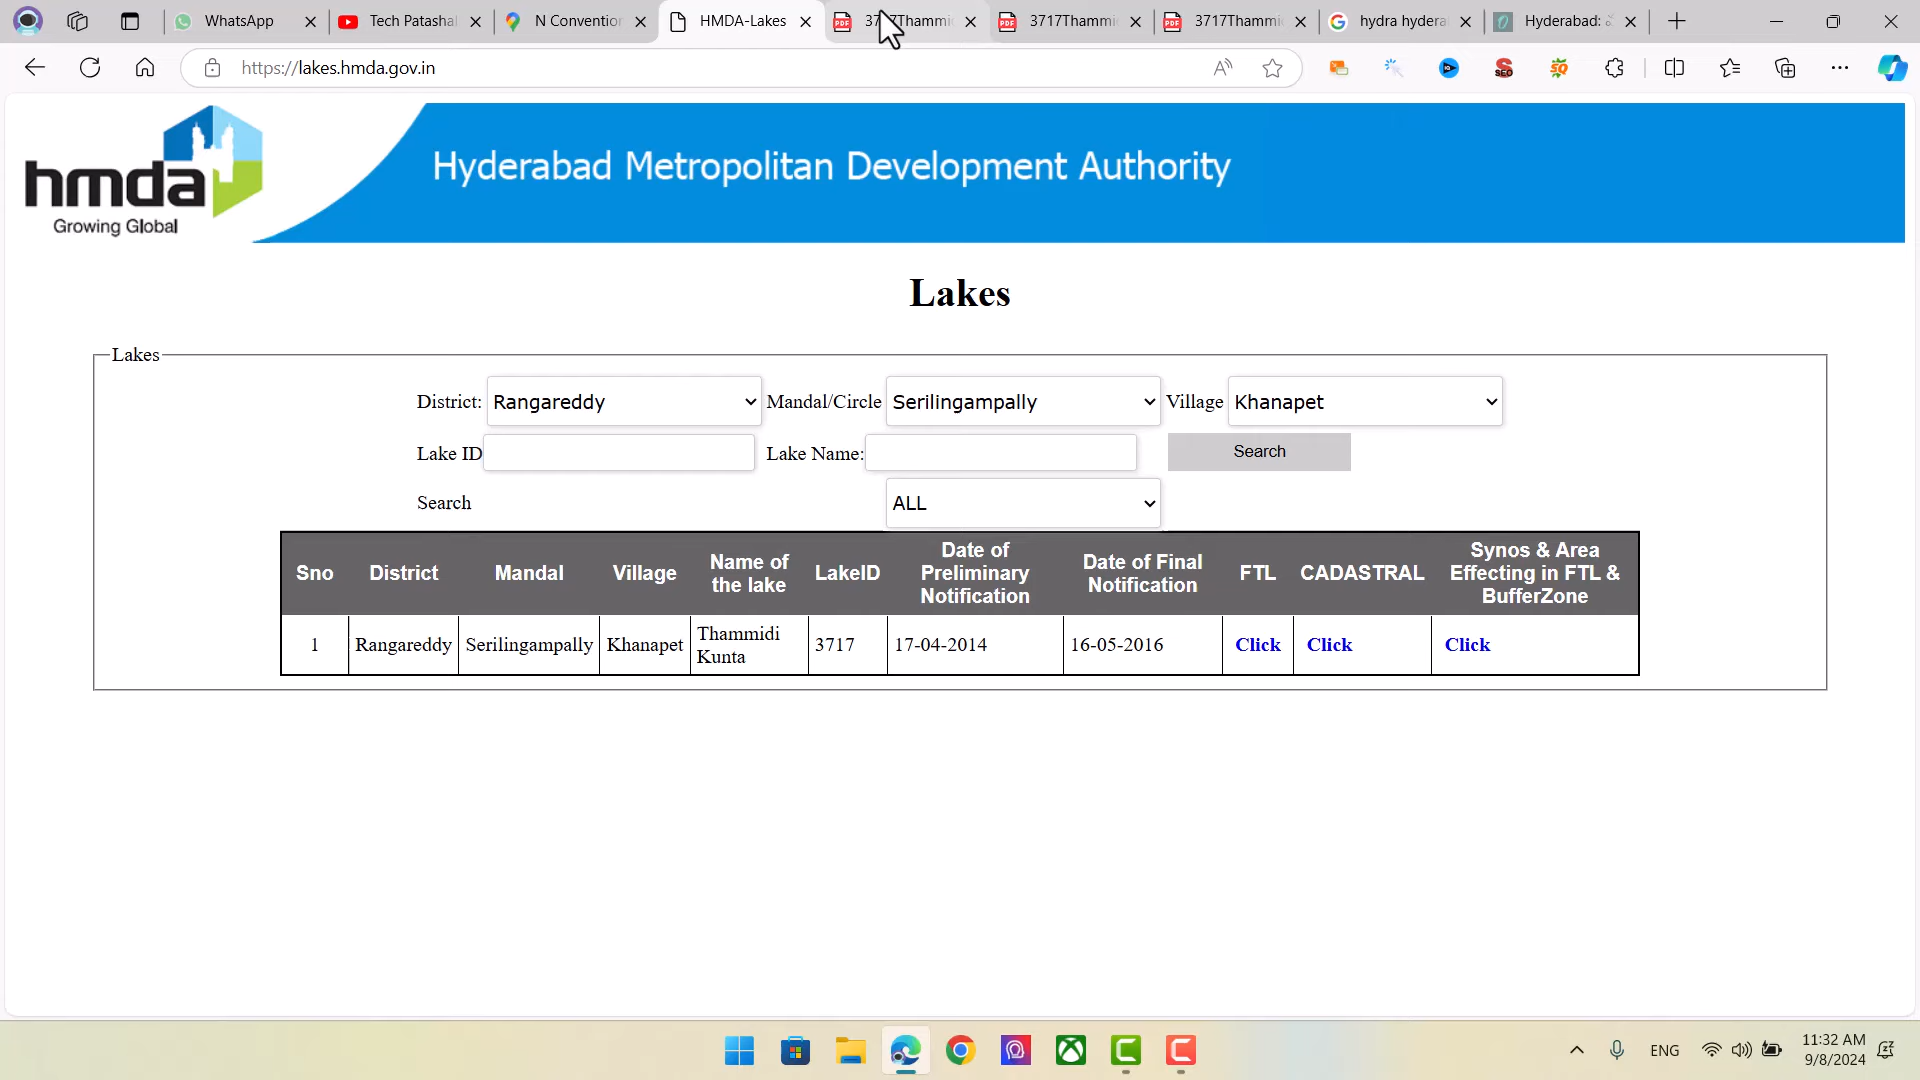 WhatsApp
Tech Patashal
N Convention
HMDA-Lakes
3717Thammi
3717Thammi
hydra hydera
Hyderabad:
https://lakes.hmda.gov.in
hmda
Growing Global
Hyderabad Metropolitan Development Authority
Lakes
Lakes
District: Rangareddy Mandal/Circle Serilingampally Village Khanapet
Lake ID Lake Name: Search
Search ALL
Sno District Mandal Village Name of the lake LakeID Date of Preliminary Notification Date of Final Notification FTL CADASTRAL Synos & Area Effecting in FTL & BufferZone
1 Rangareddy Serilingampally Khanapet Thammidi Kunta 3717 17-04-2014 16-05-2016 Click Click Click
ENG
11:32 AM
9/8/2024